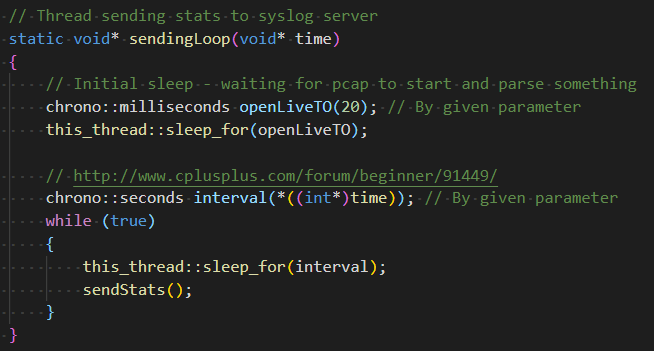 // Thread sending stats to syslog server
static void* sendingLoop(void* time)
{
// Initial sleep - waiting for pcap to start and parse something
chrono::milliseconds openLiveTO(20); // By given parameter
this_thread::sleep_for(openLiveTO);
// http://www.cplusplus.com/forum/beginner/91449/
chrono::seconds interval(*((int*)time)); // By given parameter
while (true)
{
this_thread::sleep_for(interval);
sendStats();
}
}